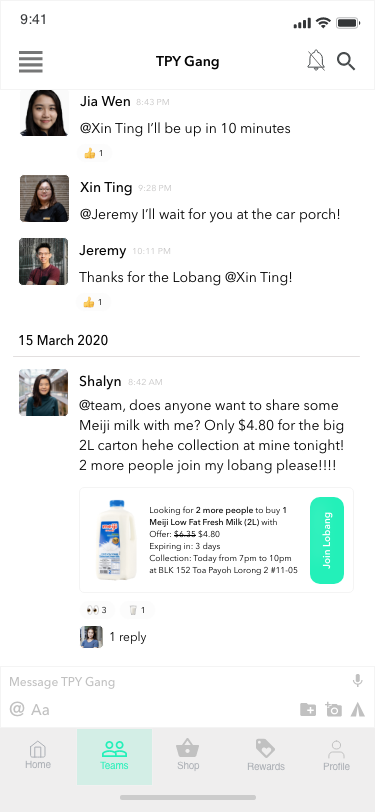 9:41
TPY Gang
Jia Wen 8:43 PM
@Xin Ting I’ll be up in 10 minutes
1
Xin Ting 9:28 PM
@Jeremy I’ll wait for you at the car porch!
Jeremy 10:11 PM
Thanks for the Lobang @Xin Ting!
1
15 March 2020
Shalyn 8:42 AM
@team, does anyone want to share some
Meiji milk with me? Only $4.80 for the big
2L carton hehe collection at mine tonight!
2 more people join my lobang please!!!!
Looking for 2 more people to buy 1
Meiji Low Fat Fresh Milk (2L) with
Offer: $6.35 $4.80
Expiring in: 3 days
Collection: Today from 7pm to 10pm
at BLK 152 Toa Payoh Lorong 2 #11-05
Join Lobang
meiji
3
1
1 reply
Message TPY Gang
@ Aa
Home
Teams
Shop
Rewards
Profile